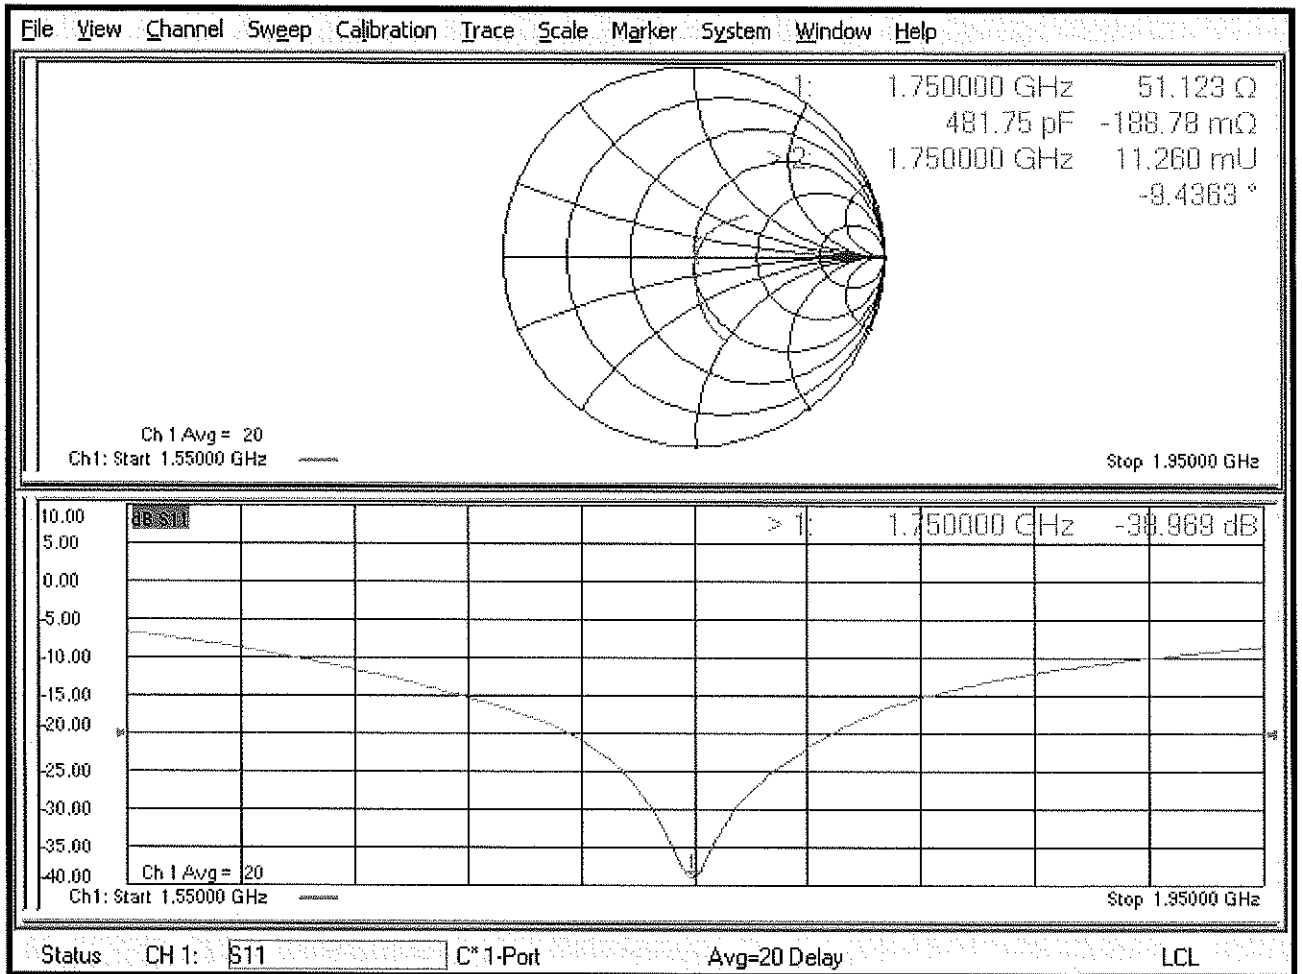 File View Channel Sweep Calibration Trace Scale Marker System Window Help
1: 1.750000 GHz 51.123 Ω
481.75 pF -188.78 mΩ
> 2: 1.750000 GHz 11.260 mU
-9.4363 °
Ch 1 Avg = 20
Ch1: Start 1.55000 GHz
Stop 1.95000 GHz
10.00
dB S11
> 1: 1.750000 GHz -38.969 dB
5.00
0.00
-5.00
-10.00
-15.00
-20.00
-25.00
-30.00
-35.00
1
-40.00
Ch 1 Avg = 20
Ch1: Start 1.55000 GHz
Stop 1.95000 GHz
Status CH 1: S11 C* 1-Port Avg=20 Delay LCL